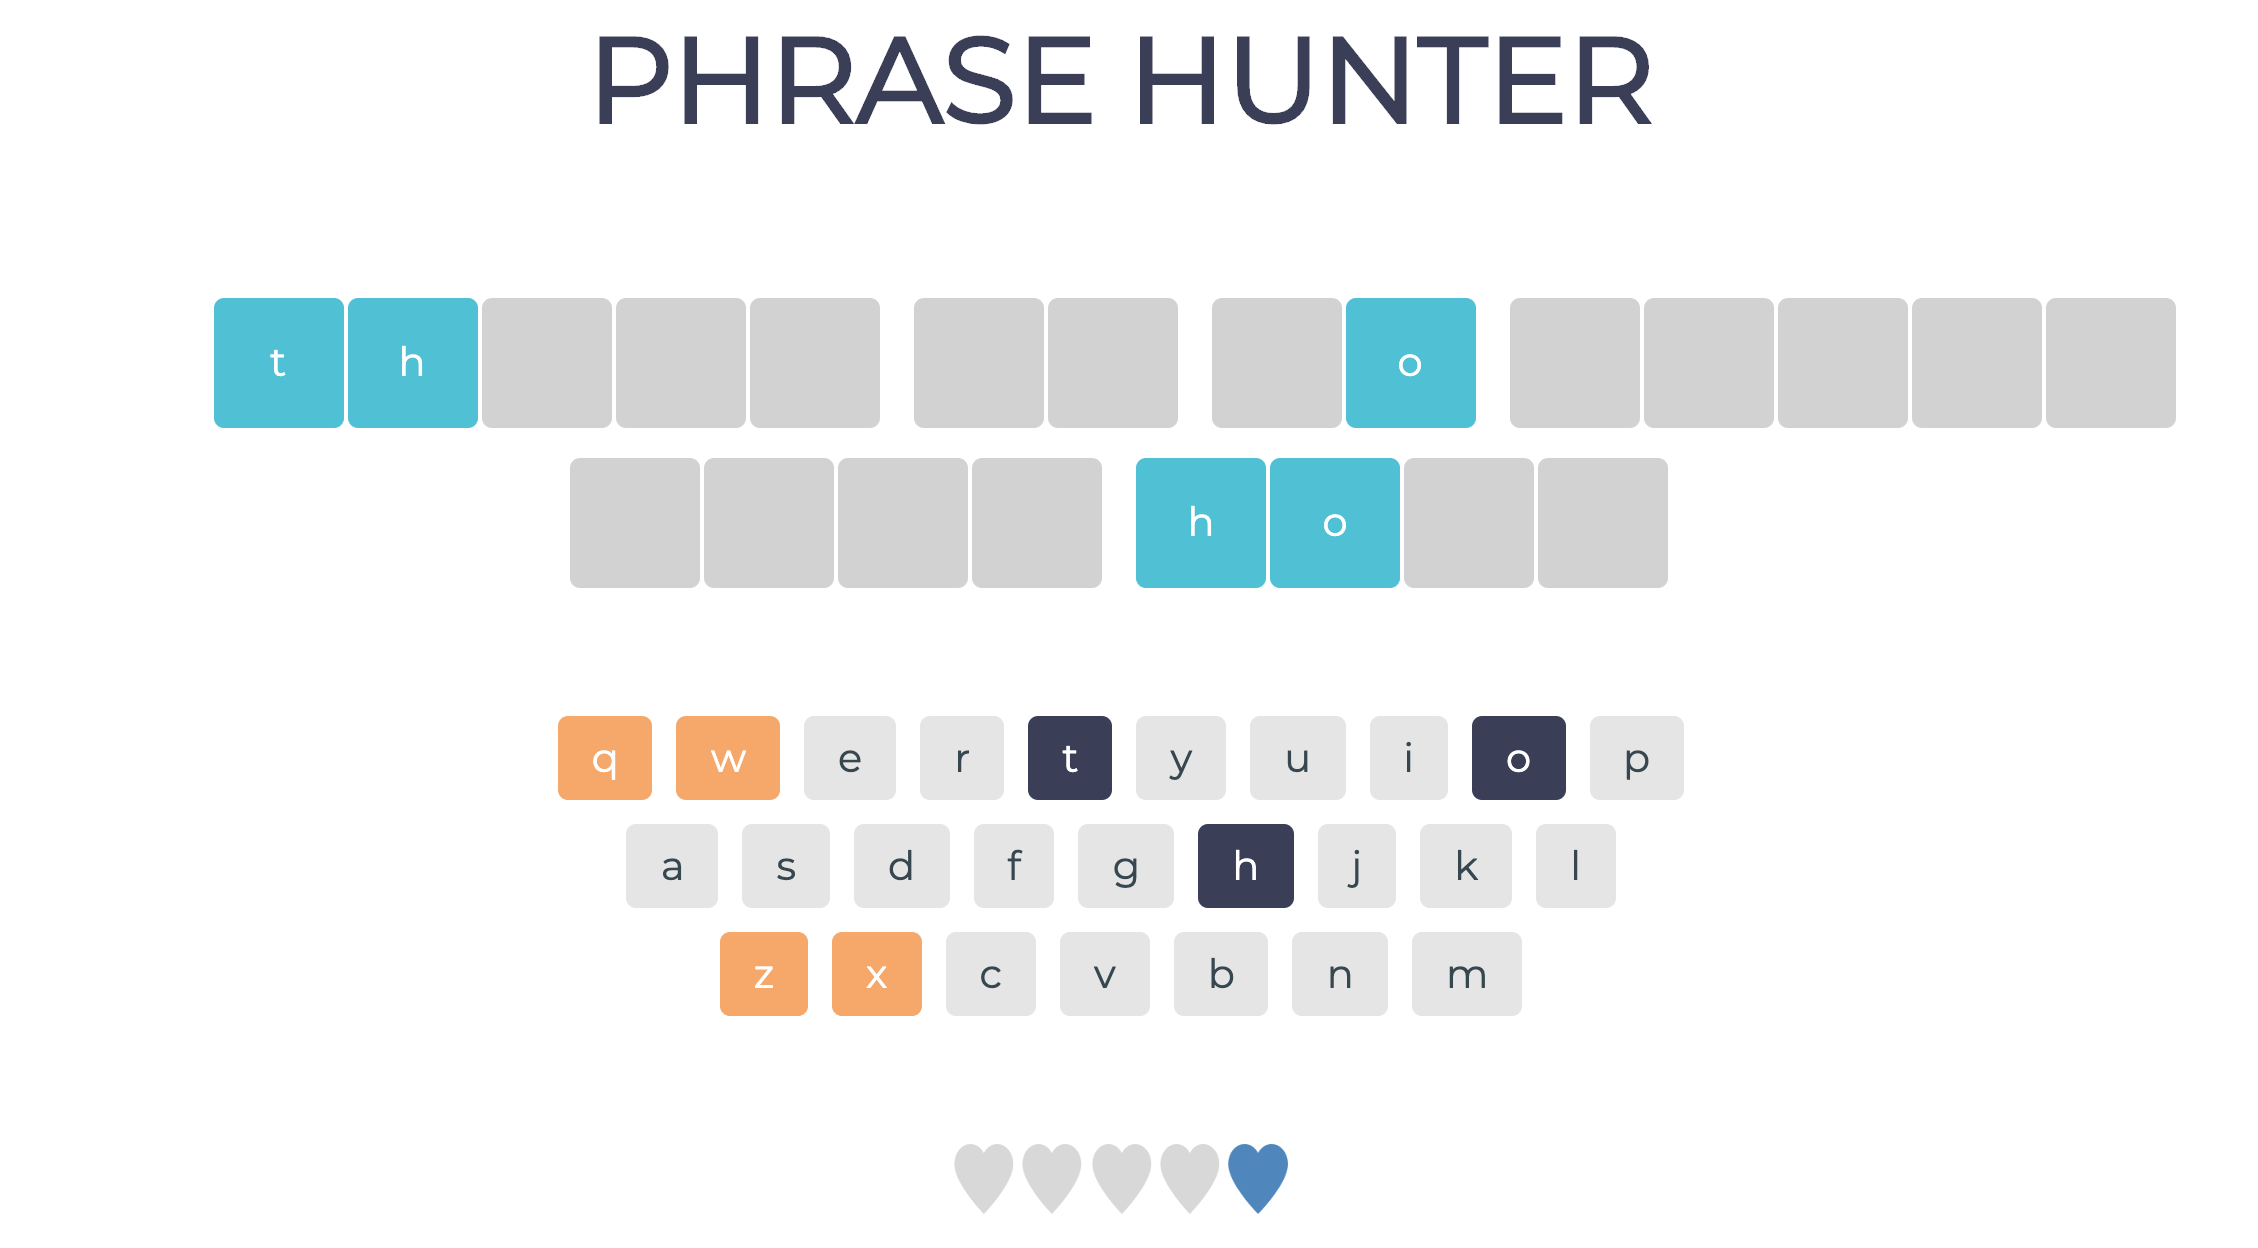 PHRASE HUNTER
t h o
h o
q w e r t y u i o p
a s d f g h j k l
z x c v b n m